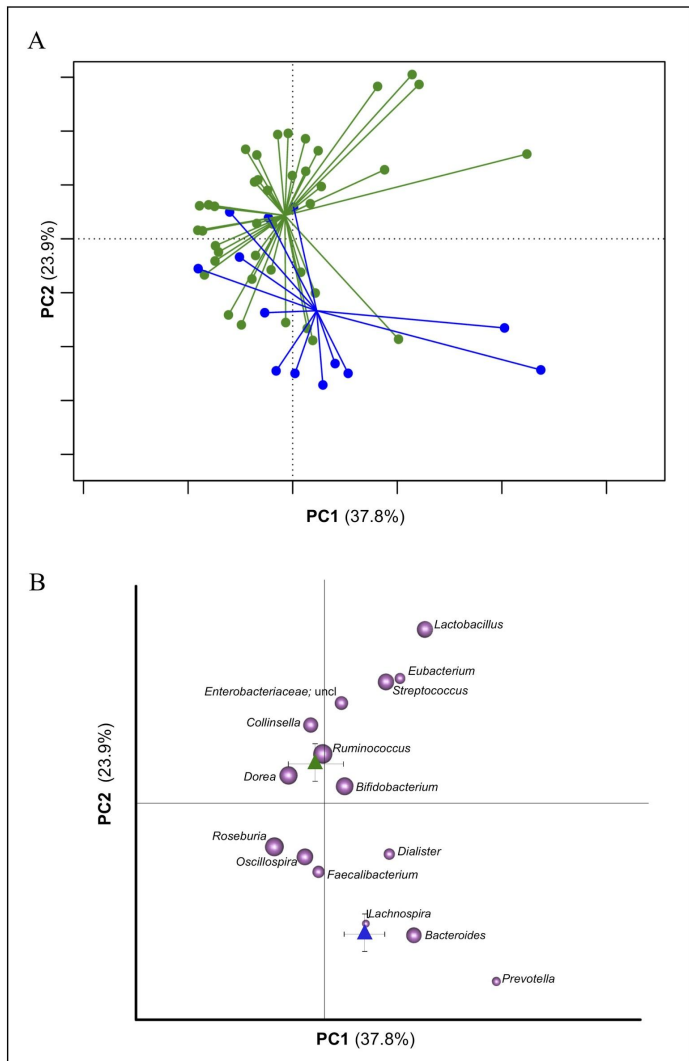 A
PC2 (23.9%)
PC1 (37.8%)
B
Lactobacillus
Eubacterium
Streptococcus
Enterobacteriaceae; uncl
Collinsella
Ruminococcus
Dorea
Bifidobacterium
PC2 (23.9%)
Roseburia
Oscillospira
Dialister
Faecalibacterium
Lachnospira
Bacteroides
Prevotella
PC1 (37.8%)